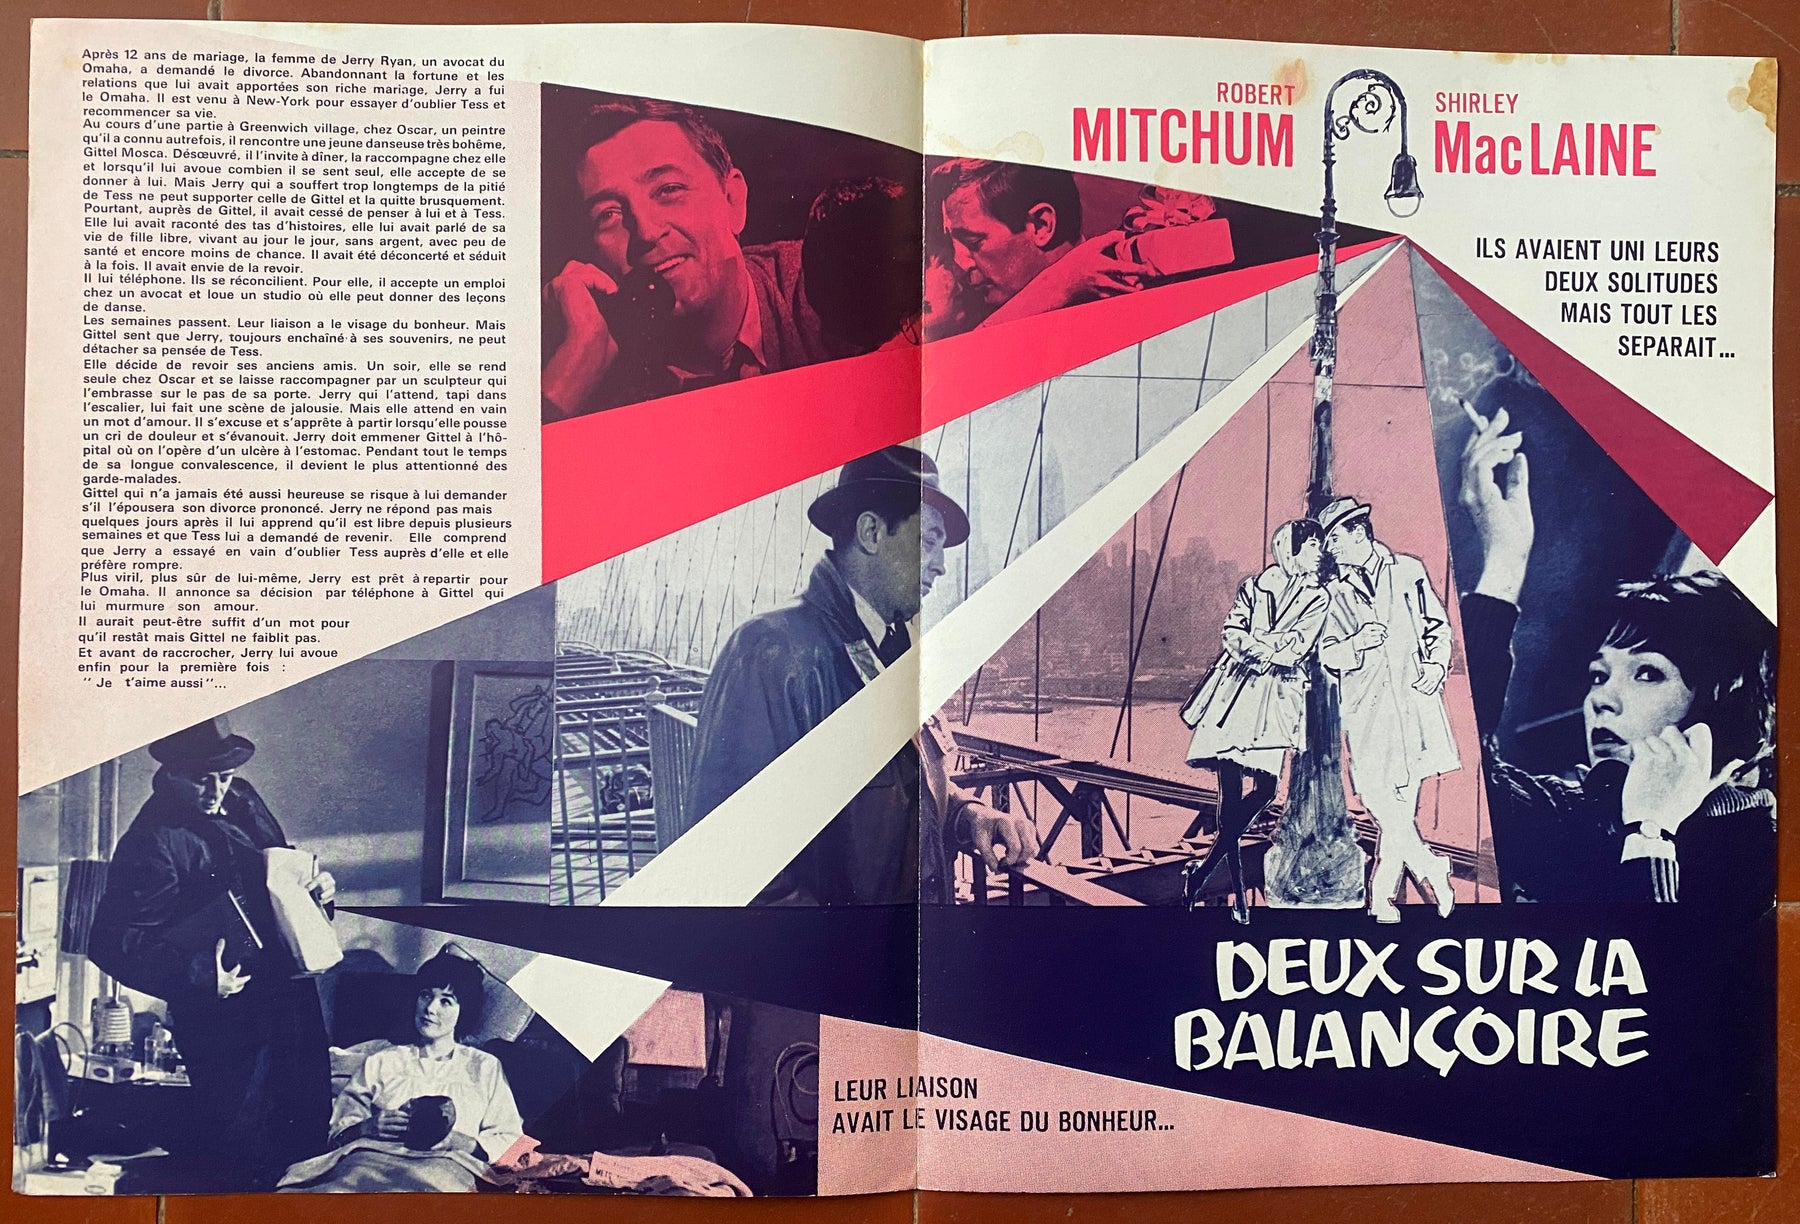 Après 12 ans de mariage, la femme de Jerry Ryan, un avocat du
Omaha, a demandé le divorce. Abandonnant la fortune et les
relations que lui avait apportées son riche mariage, Jerry a fui
le Omaha. Il est venu à New-York pour essayer d'oublier Tess et
recommencer sa vie.
Au cours d'une partie à Greenwich village, chez Oscar, un peintre
qu'il a connu autrefois, il rencontre une jeune danseuse très bohême,
Gittel Mosca. Désœuvré, il l'invite à dîner, la raccompagne chez elle
et lorsqu'il lui avoue combien il se sent seul, elle accepte de se
donner à lui. Mais Jerry qui a souffert trop longtemps de la pitié
de Tess ne peut supporter celle de Gittel et la quitte brusquement.
Pourtant, auprès de Gittel, il avait cessé de penser à lui et à Tess.
Elle lui avait raconté des tas d'histoires, elle lui avait parlé de sa
vie de fille libre, vivant au jour le jour, sans argent, avec peu de
santé et encore moins de chance. Il avait été déconcerté et séduit
à la fois. Il avait envie de la revoir.
Il lui téléphone. Ils se réconcilient. Pour elle, il accepte un emploi
chez un avocat et loue un studio où elle peut donner des leçons
de danse.
Les semaines passent. Leur liaison a le visage du bonheur. Mais
Gittel sent que Jerry, toujours enchaîné à ses souvenirs, ne peut
détacher sa pensée de Tess.
Elle décide de revoir ses anciens amis. Un soir, elle se rend
seule chez Oscar et se laisse raccompagner par un sculpteur qui
l'embrasse sur le pas de sa porte. Jerry qui l'attend, tapi dans
l'escalier, lui fait une scène de jalousie. Mais elle attend en vain
un mot d'amour. Il s'excuse et s'apprête à partir lorsqu'elle pousse
un cri de douleur et s'évanouit. Jerry doit emmener Gittel à l'hô-
pital où on l'opère d'un ulcère à l'estomac. Pendant tout le temps
de sa longue convalescence, il devient le plus attentionné des
garde-malades.
Gittel qui n'a jamais été aussi heureuse se risque à lui demander
s'il l'épousera son divorce prononcé. Jerry ne répond pas mais
quelques jours après il lui apprend qu'il est libre depuis plusieurs
semaines et que Tess lui a demandé de revenir. Elle comprend
que Jerry a essayé en vain d'oublier Tess auprès d'elle et elle
préfère rompre.
Plus viril, plus sûr de lui-même, Jerry est prêt à repartir pour
le Omaha. Il annonce sa décision par téléphone à Gittel qui
lui murmure son amour.
Il aurait peut-être suffit d'un mot pour
qu'il restât mais Gittel ne faiblit pas.
Et avant de raccrocher, Jerry lui avoue
enfin pour la première fois :
" Je t'aime aussi "...
ROBERT
MITCHUM
SHIRLEY
MacLAINE
ILS AVAIENT UNI LEURS
DEUX SOLITUDES
MAIS TOUT LES
SEPARAIT...
DEUX SUR LA
BALANÇOIRE
LEUR LIAISON
AVAIT LE VISAGE DU BONHEUR...